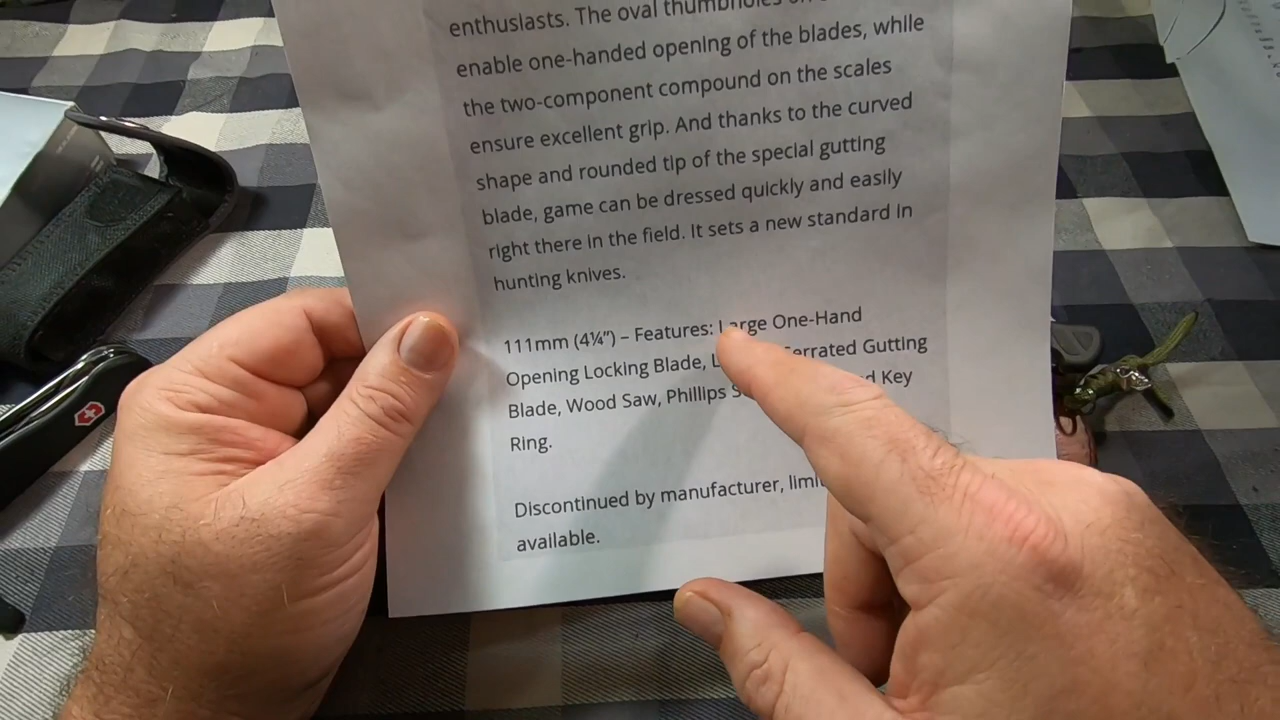 enthusiasts. The oval thumbholes
enable one-handed opening of the blades, while
the two-component compound on the scales
ensure excellent grip. And thanks to the curved
shape and rounded tip of the special gutting
blade, game can be dressed quickly and easily
right there in the field. It sets a new standard in
hunting knives.
111mm (4¼") – Features: Large One-Hand
Opening Locking Blade, Serrated Gutting
Blade, Wood Saw, Phillips Key
Ring.
Discontinued by manufacturer,
available.